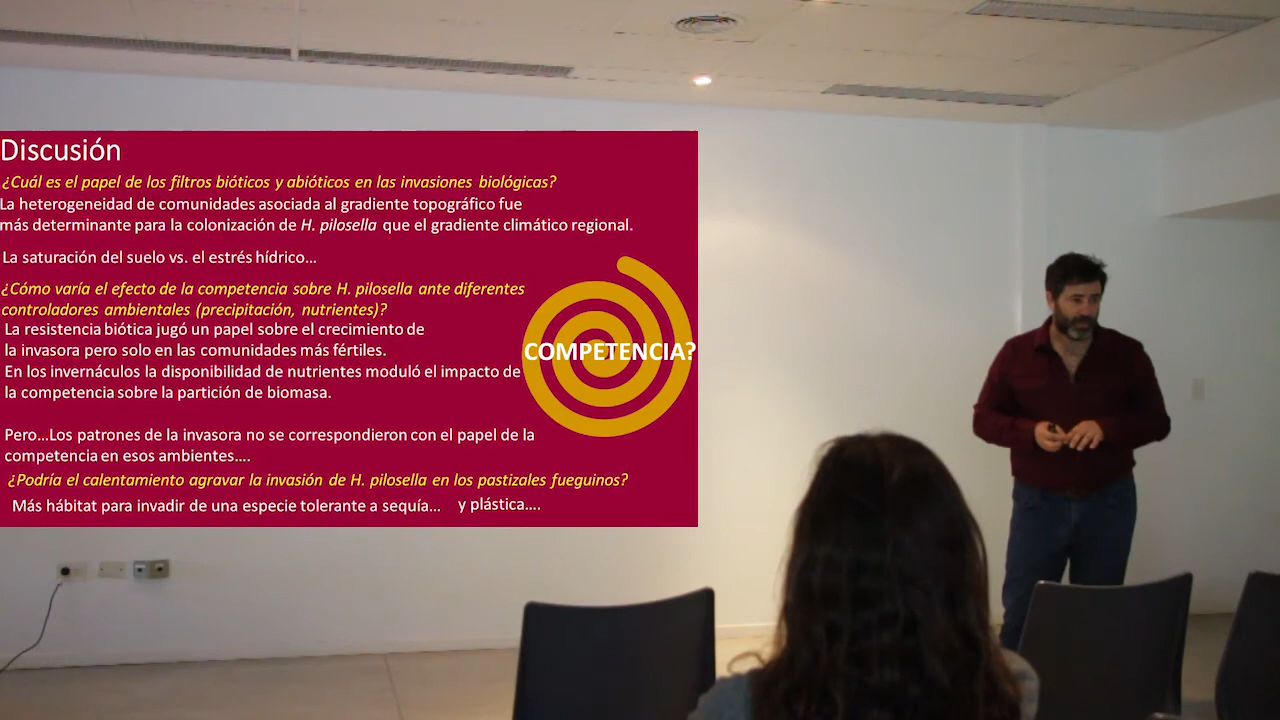 Discusión
¿Cuál es el papel de los filtros bióticos y abióticos en las invasiones biológicas?
La heterogeneidad de comunidades asociada al gradiente topográfico fue
más determinante para la colonización de H. pilosella que el gradiente climático regional.
La saturación del suelo vs. el estrés hídrico...
¿Cómo varía el efecto de la competencia sobre H. pilosella ante diferentes
controladores ambientales (precipitación, nutrientes)?
La resistencia biótica jugó un papel sobre el crecimiento de
la invasora pero solo en las comunidades más fértiles.
COMPETENCIA?
En los invernáculos la disponibilidad de nutrientes moduló el impacto de
la competencia sobre la partición de biomasa.
Pero...Los patrones de la invasora no se correspondieron con el papel de la
competencia en esos ambientes....
¿Podría el calentamiento agravar la invasión de H. pilosella en los pastizales fueguinos?
Más hábitat para invadir de una especie tolerante a sequía... y plástica....